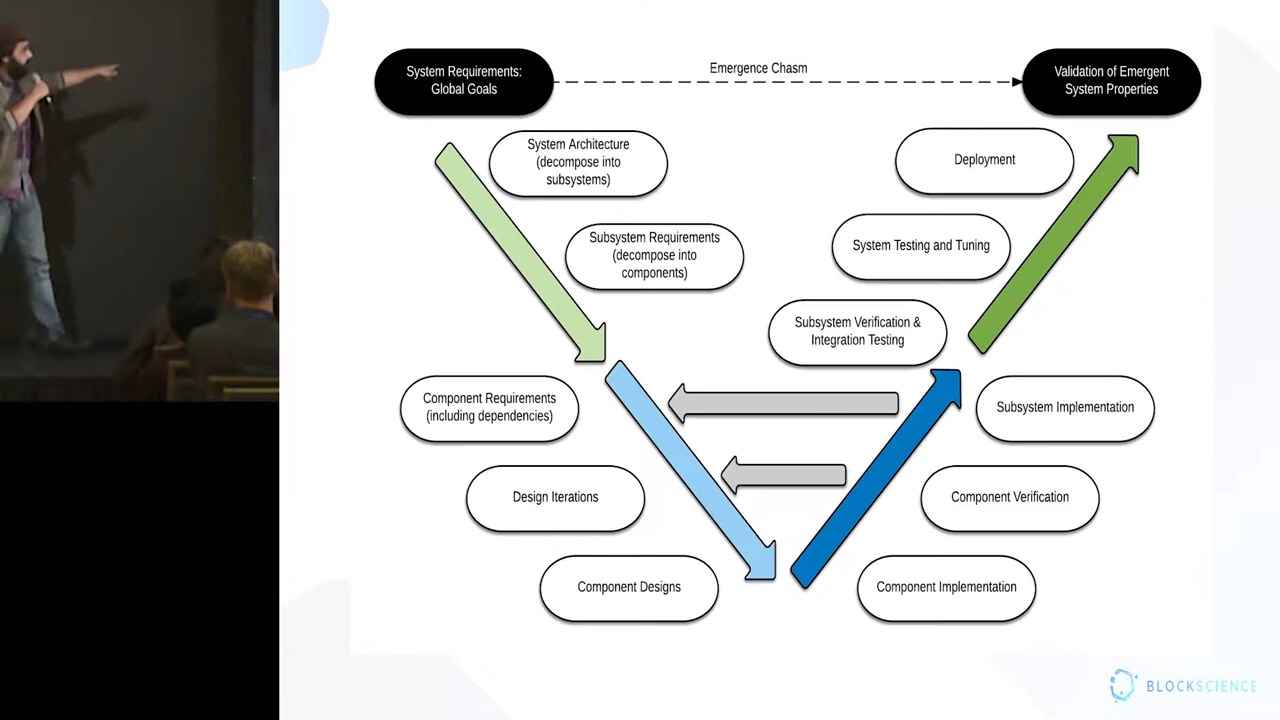 System Requirements:
Global Goals
Emergence Chasm
Validation of Emergent
System Properties
System Architecture
(decompose into
subsystems)
Deployment
Subsystem Requirements
(decompose into
components)
System Testing and Tuning
Subsystem Verification &
Integration Testing
Component Requirements
(including dependencies)
Subsystem Implementation
Design Iterations
Component Verification
Component Designs
Component Implementation
BLOCKSCIENCE